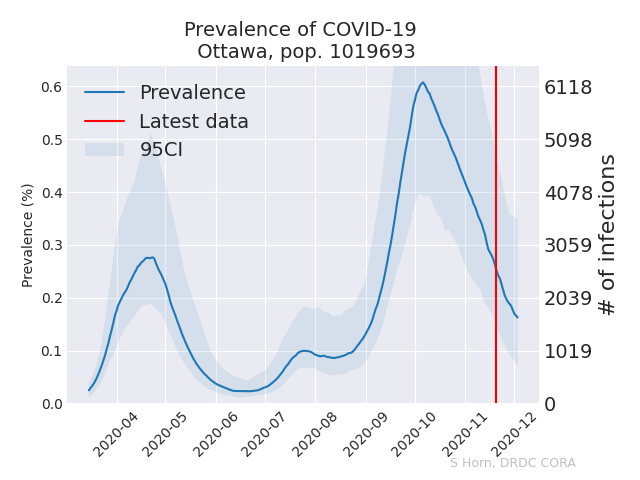 Prevalence of COVID-19
Ottawa, pop. 1019693
Prevalence
Latest data
95CI
Prevalence (%)
0.6
0.5
0.4
0.3
0.2
0.1
0.0
6118
5098
4078
3059
2039
1019
0
# of infections
2020-04
2020-05
2020-06
2020-07
2020-08
2020-09
2020-10
2020-11
2020-12
S Horn, DRDC CORA